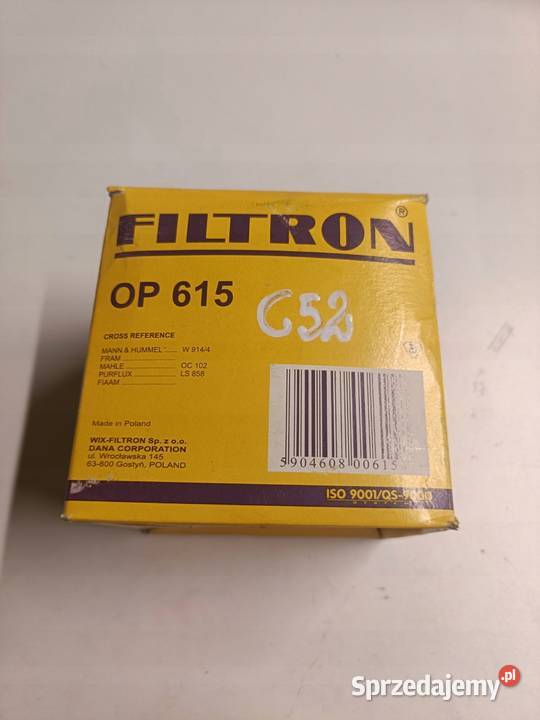 FILTRON®
OP 615
C52
CROSS REFERENCE
MANN & HUMMEL ...... W 914/4
FRAM
MAHLE ............ OC 102
PURFLUX ......... LS 858
FIAAM
Made in Poland
WIX-FILTRON Sp. z o.o.
DANA CORPORATION
ul. Wrocławska 145
63-800 Gostyń, POLAND
5904608 00615
ISO 9001/QS-9000
Sprzedajemy.pl